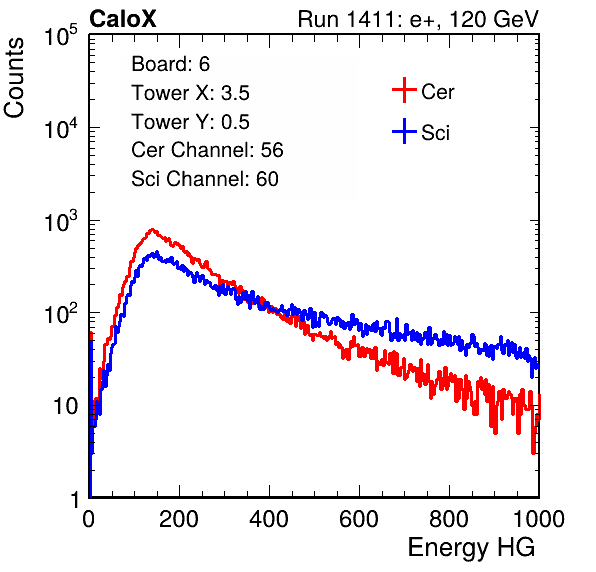 CaloX Run 1411: e+, 120 GeV
Counts
Board: 6
Tower X: 3.5
Tower Y: 0.5
Cer Channel: 56
Sci Channel: 60
Cer
Sci
10^5
10^4
10^3
10^2
10
1
0 200 400 600 800 1000
Energy HG